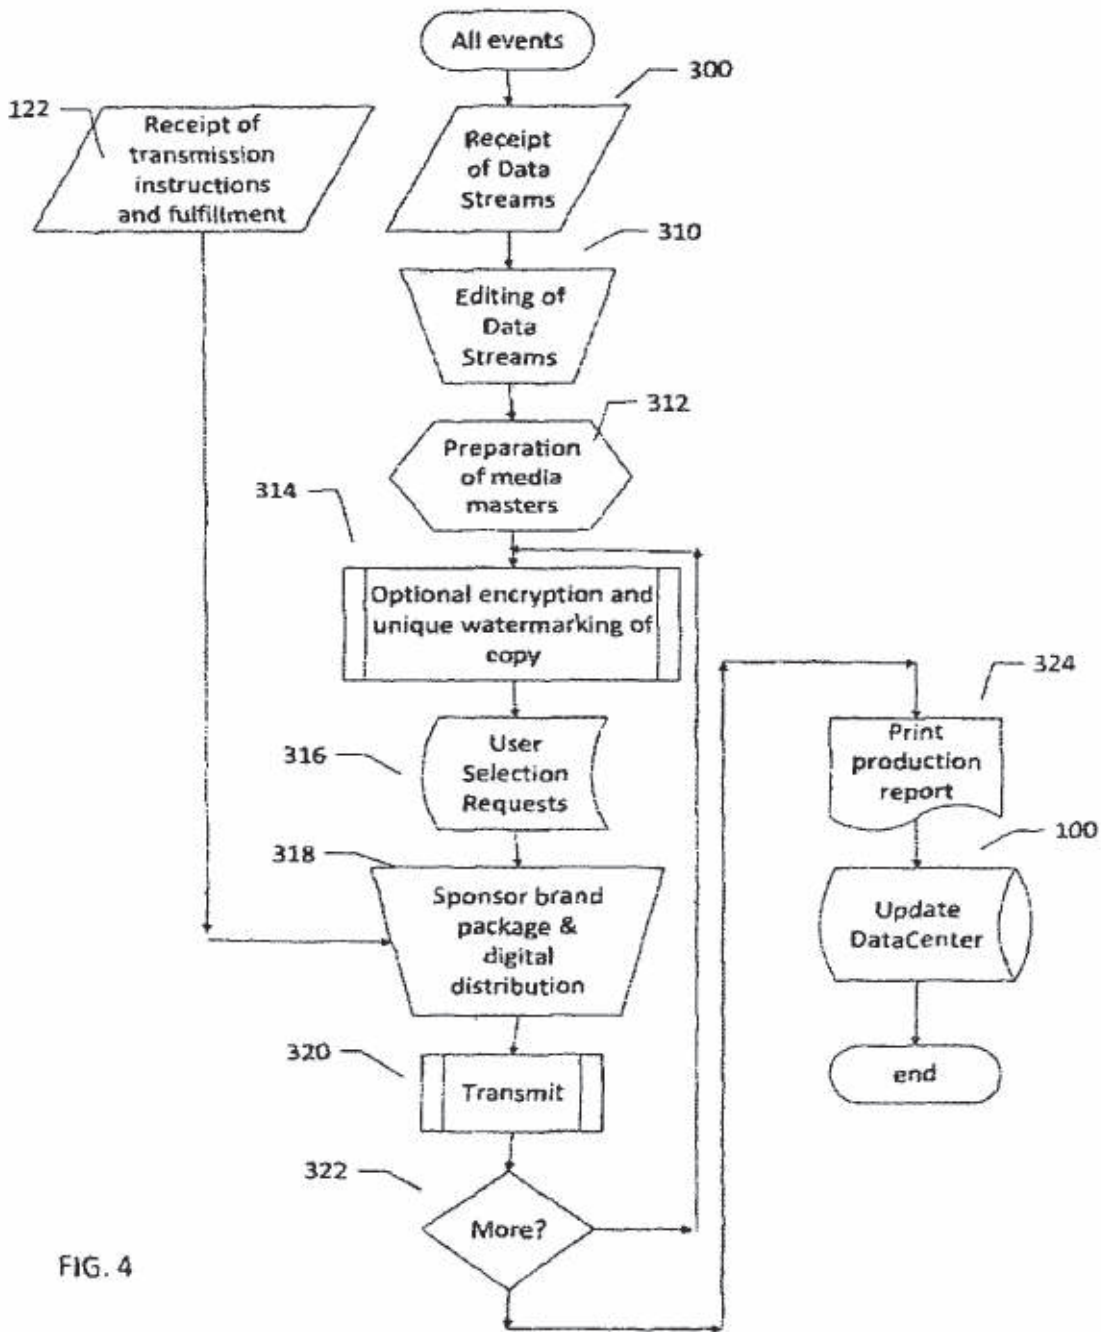 All events
300
122
Receipt of
transmission
instructions
and fulfillment
Receipt
of Data
Streams
310
Editing of
Data
Streams
312
Preparation
of media
masters
314
Optional encryption and
unique watermarking of
copy
324
Print
production
report
316
User
Selection
Requests
100
318
Sponsor brand
package &
digital
distribution
Update
DataCenter
320
Transmit
end
322
More?
FIG. 4